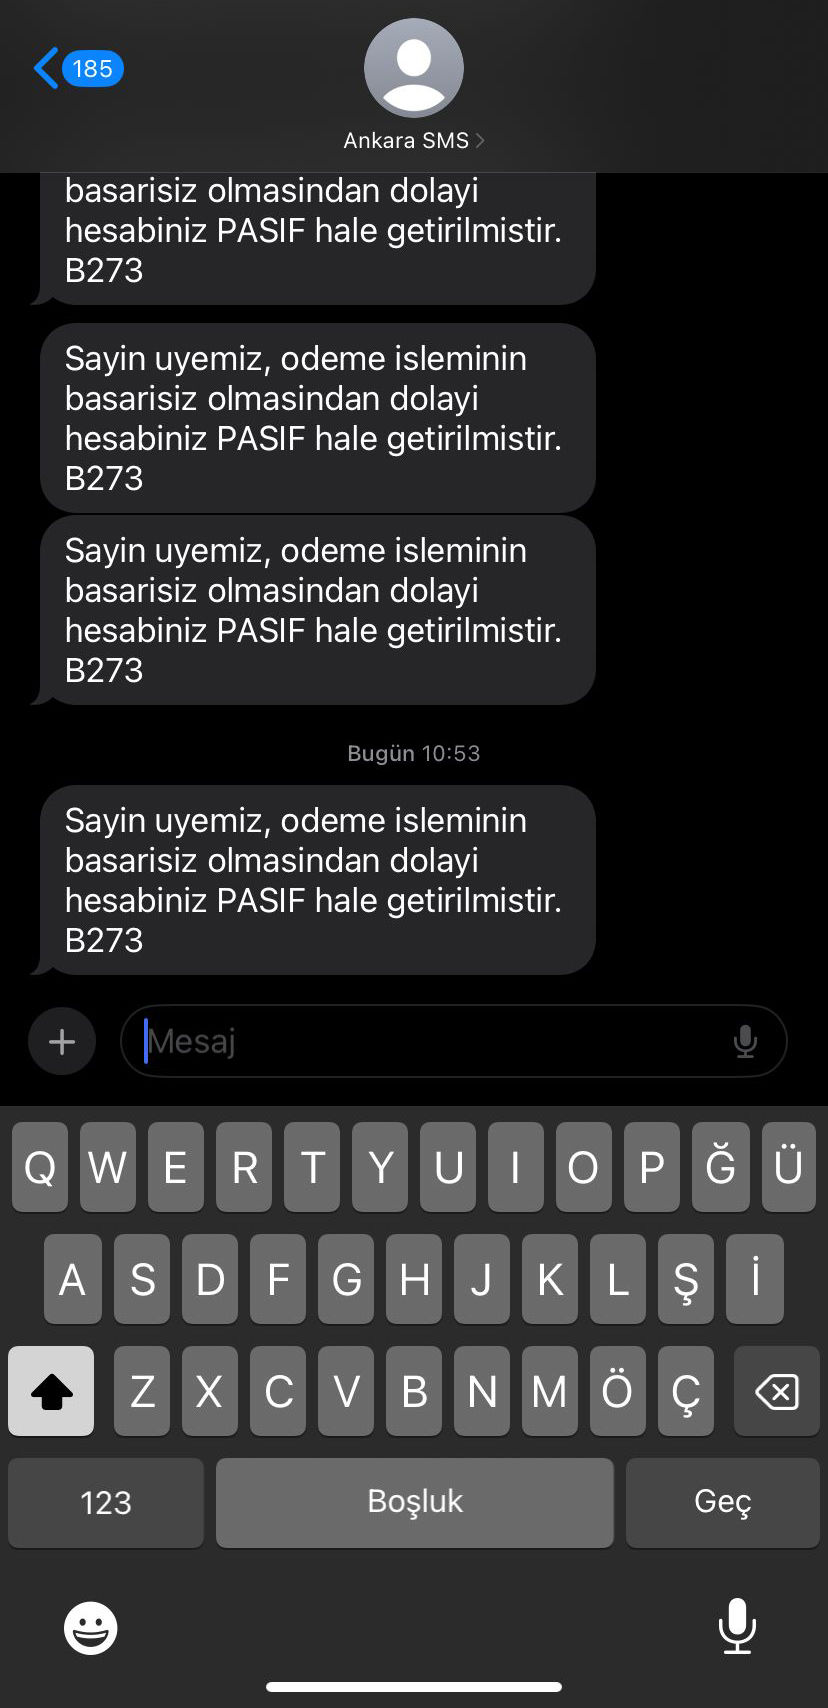 185
Ankara SMS
basarisiz olmasindan dolayi
hesabiniz PASIF hale getirilmistir.
B273
Sayin uyemiz, odeme isleminin
basarisiz olmasindan dolayi
hesabiniz PASIF hale getirilmistir.
B273
Sayin uyemiz, odeme isleminin
basarisiz olmasindan dolayi
hesabiniz PASIF hale getirilmistir.
B273
Bugün 10:53
Sayin uyemiz, odeme isleminin
basarisiz olmasindan dolayi
hesabiniz PASIF hale getirilmistir.
B273
Mesaj
Q W E R T Y U I O P Ğ Ü
A S D F G H J K L Ş İ
Z X C V B N M Ö Ç
123 Boşluk Geç